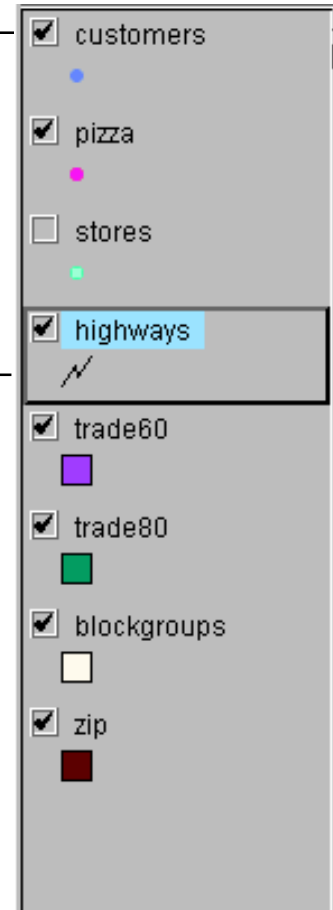 customers
pizza
stores
highways
trade60
trade80
blockgroups
zip